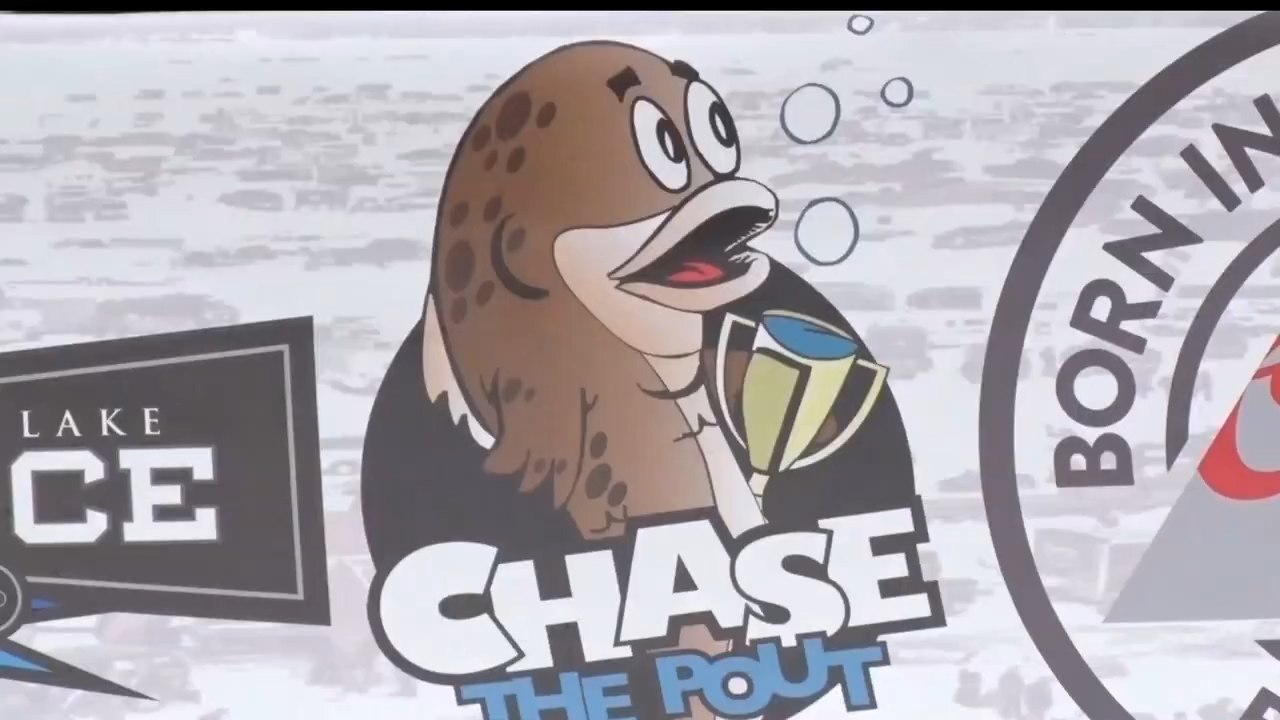 LAKE
CE
CHASE
THE POUT
BORN IN